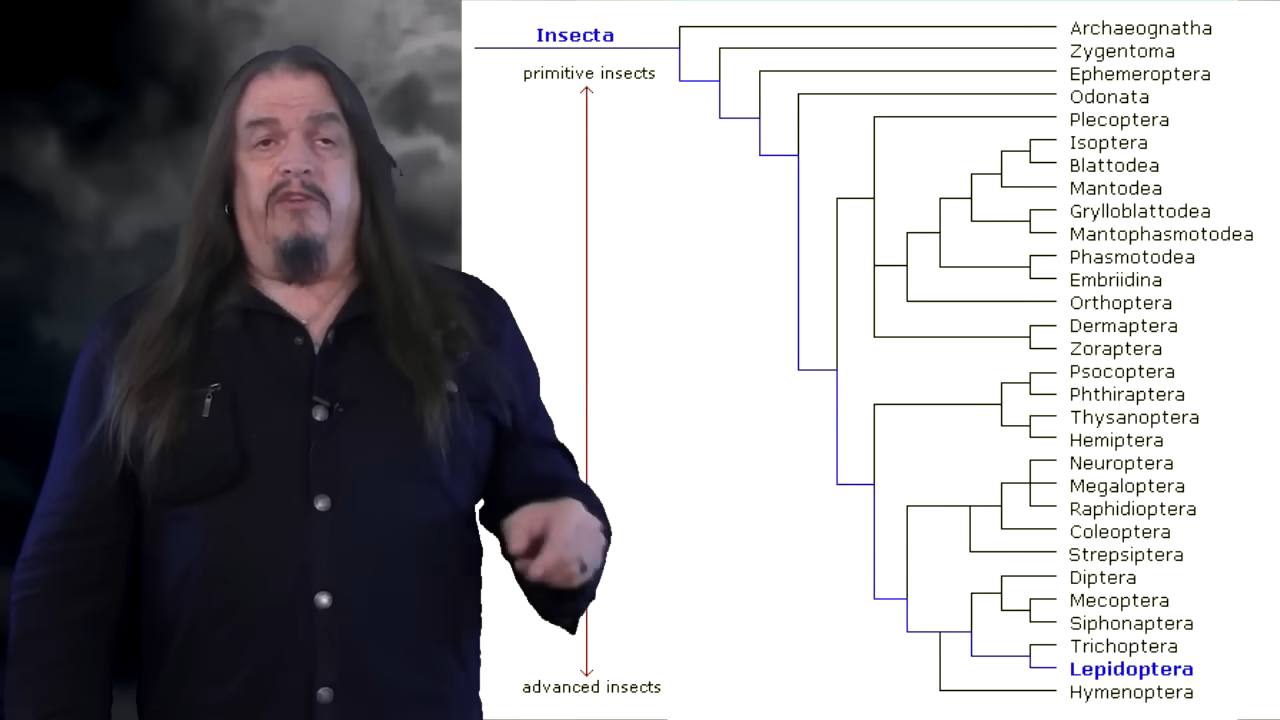 Insecta
primitive insects
advanced insects
Archaeognatha
Zygentoma
Ephemeroptera
Odonata
Plecoptera
Isoptera
Blattodea
Mantodea
Grylloblattodea
Mantophasmotodea
Phasmotodea
Embriidina
Orthoptera
Dermaptera
Zoraptera
Psocoptera
Phthiraptera
Thysanoptera
Hemiptera
Neuroptera
Megaloptera
Raphidioptera
Coleoptera
Strepsiptera
Diptera
Mecoptera
Siphonaptera
Trichoptera
Lepidoptera
Hymenoptera